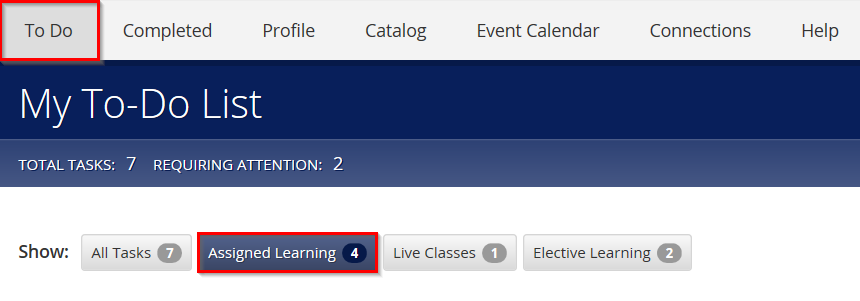 To Do Completed Profile Catalog Event Calendar Connections Help
My To-Do List
TOTAL TASKS: 7 REQUIRING ATTENTION: 2
Show: All Tasks 7 Assigned Learning 4 Live Classes 1 Elective Learning 2